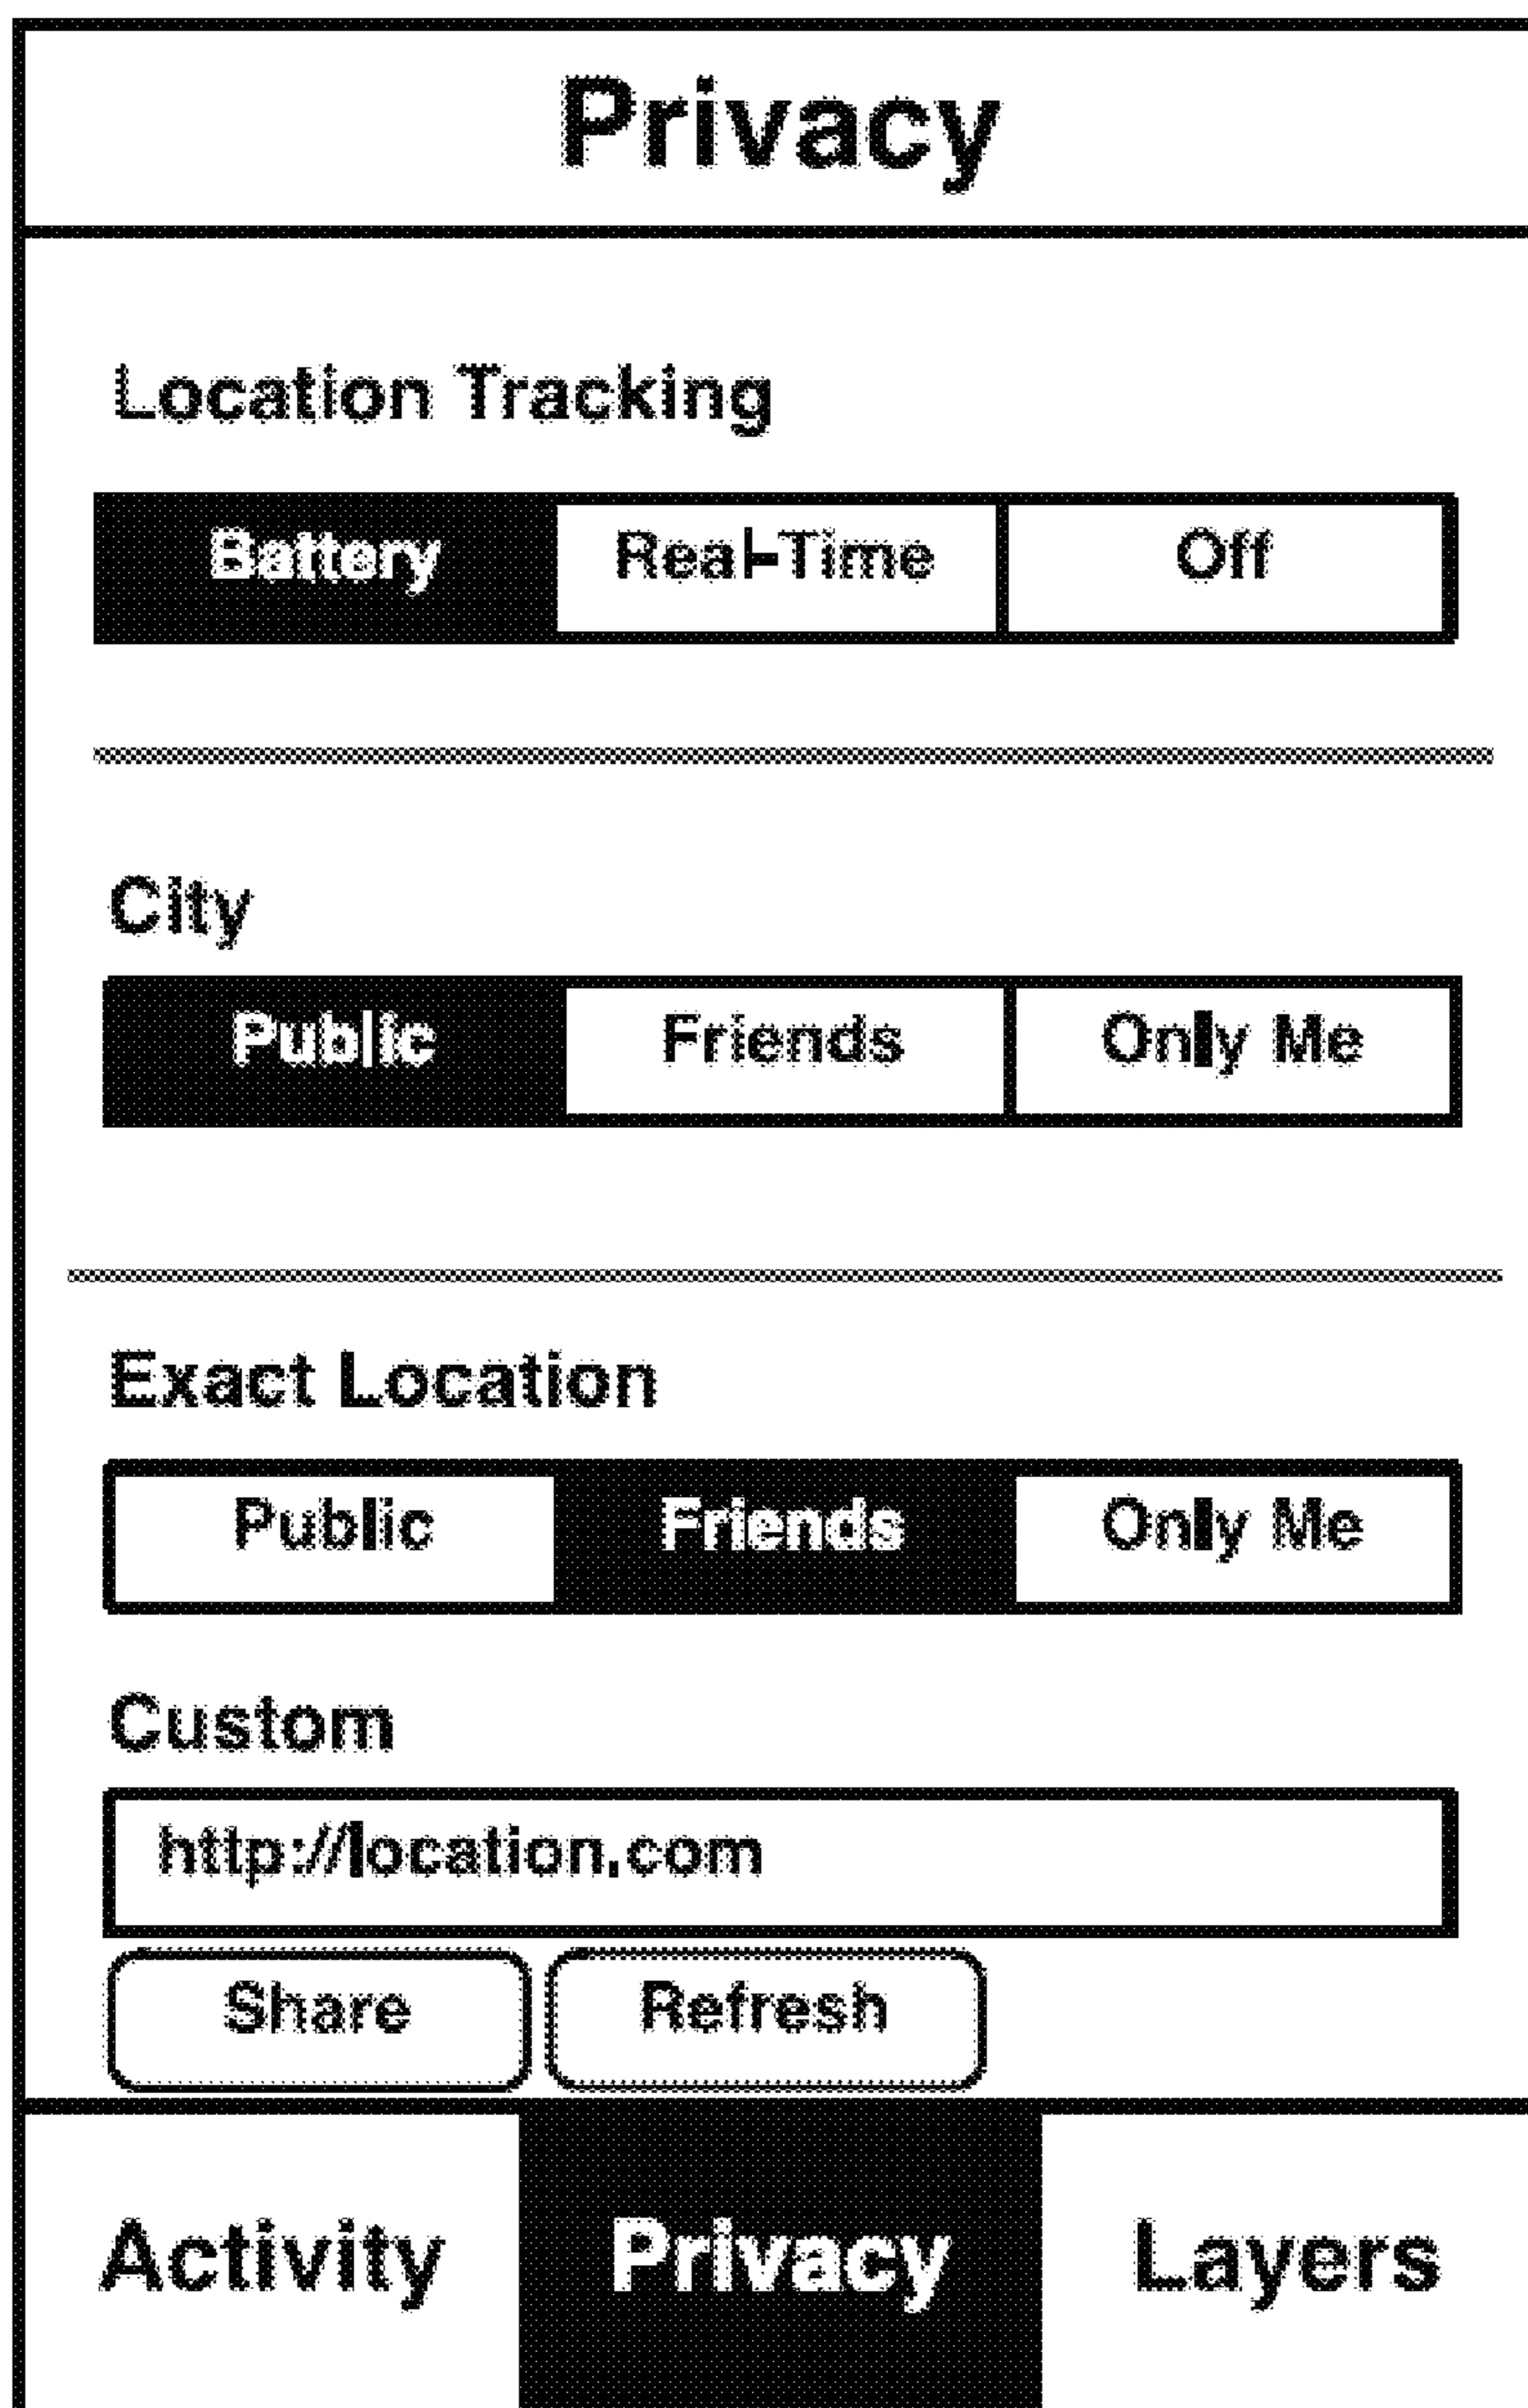 Privacy
Location Tracking
Battery Real-Time Off
City
Public Friends Only Me
Exact Location
Public Friends Only Me
Custom
http://location.com
Share Refresh
Activity Privacy Layers